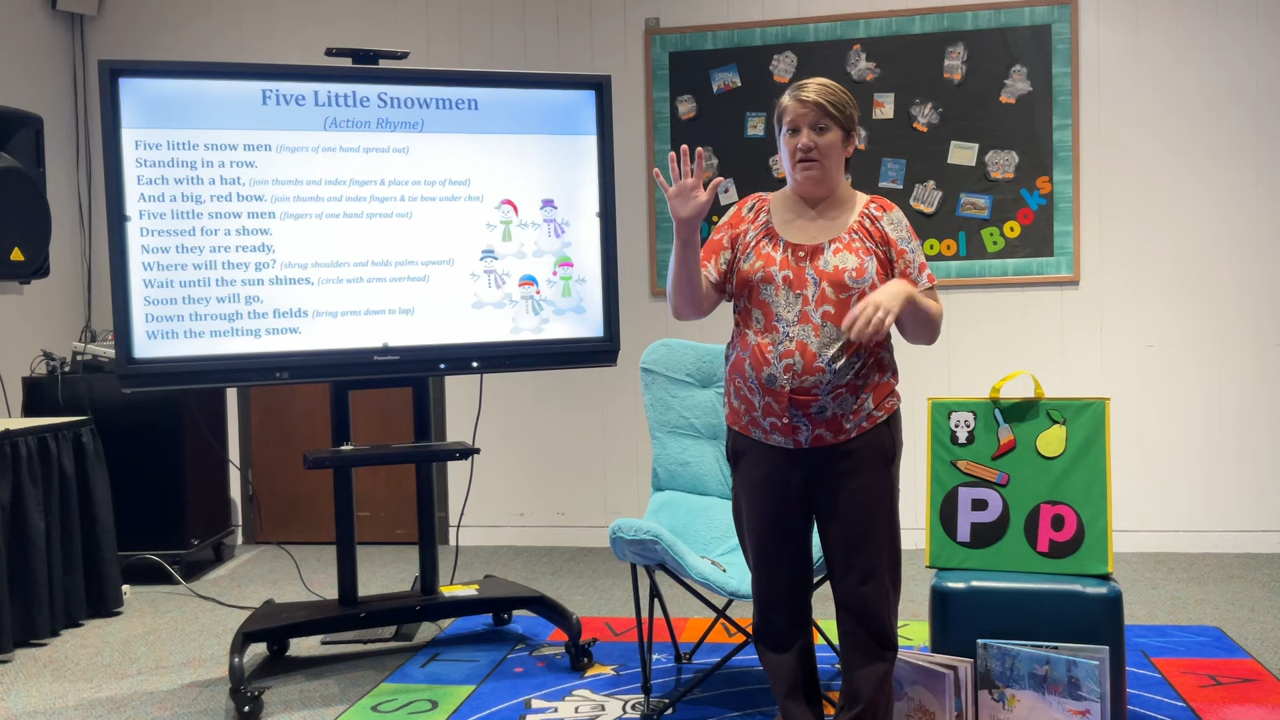 Five Little Snowmen
(Action Rhyme)
Five little snow men (fingers of one hand spread out)
Standing in a row.
Each with a hat, (join thumbs and index fingers & place on top of head)
And a big, red bow. (join thumbs and index fingers & tie bow under chin)
Five little snow men (fingers of one hand spread out)
Dressed for a show.
Now they are ready,
Where will they go? (shrug shoulders and holds palms upward)
Wait until the sun shines, (circle with arms overhead)
Soon they will go,
Down through the fields (bring arms down to lap)
With the melting snow.
Promethean
ool Books
P p
S T
A